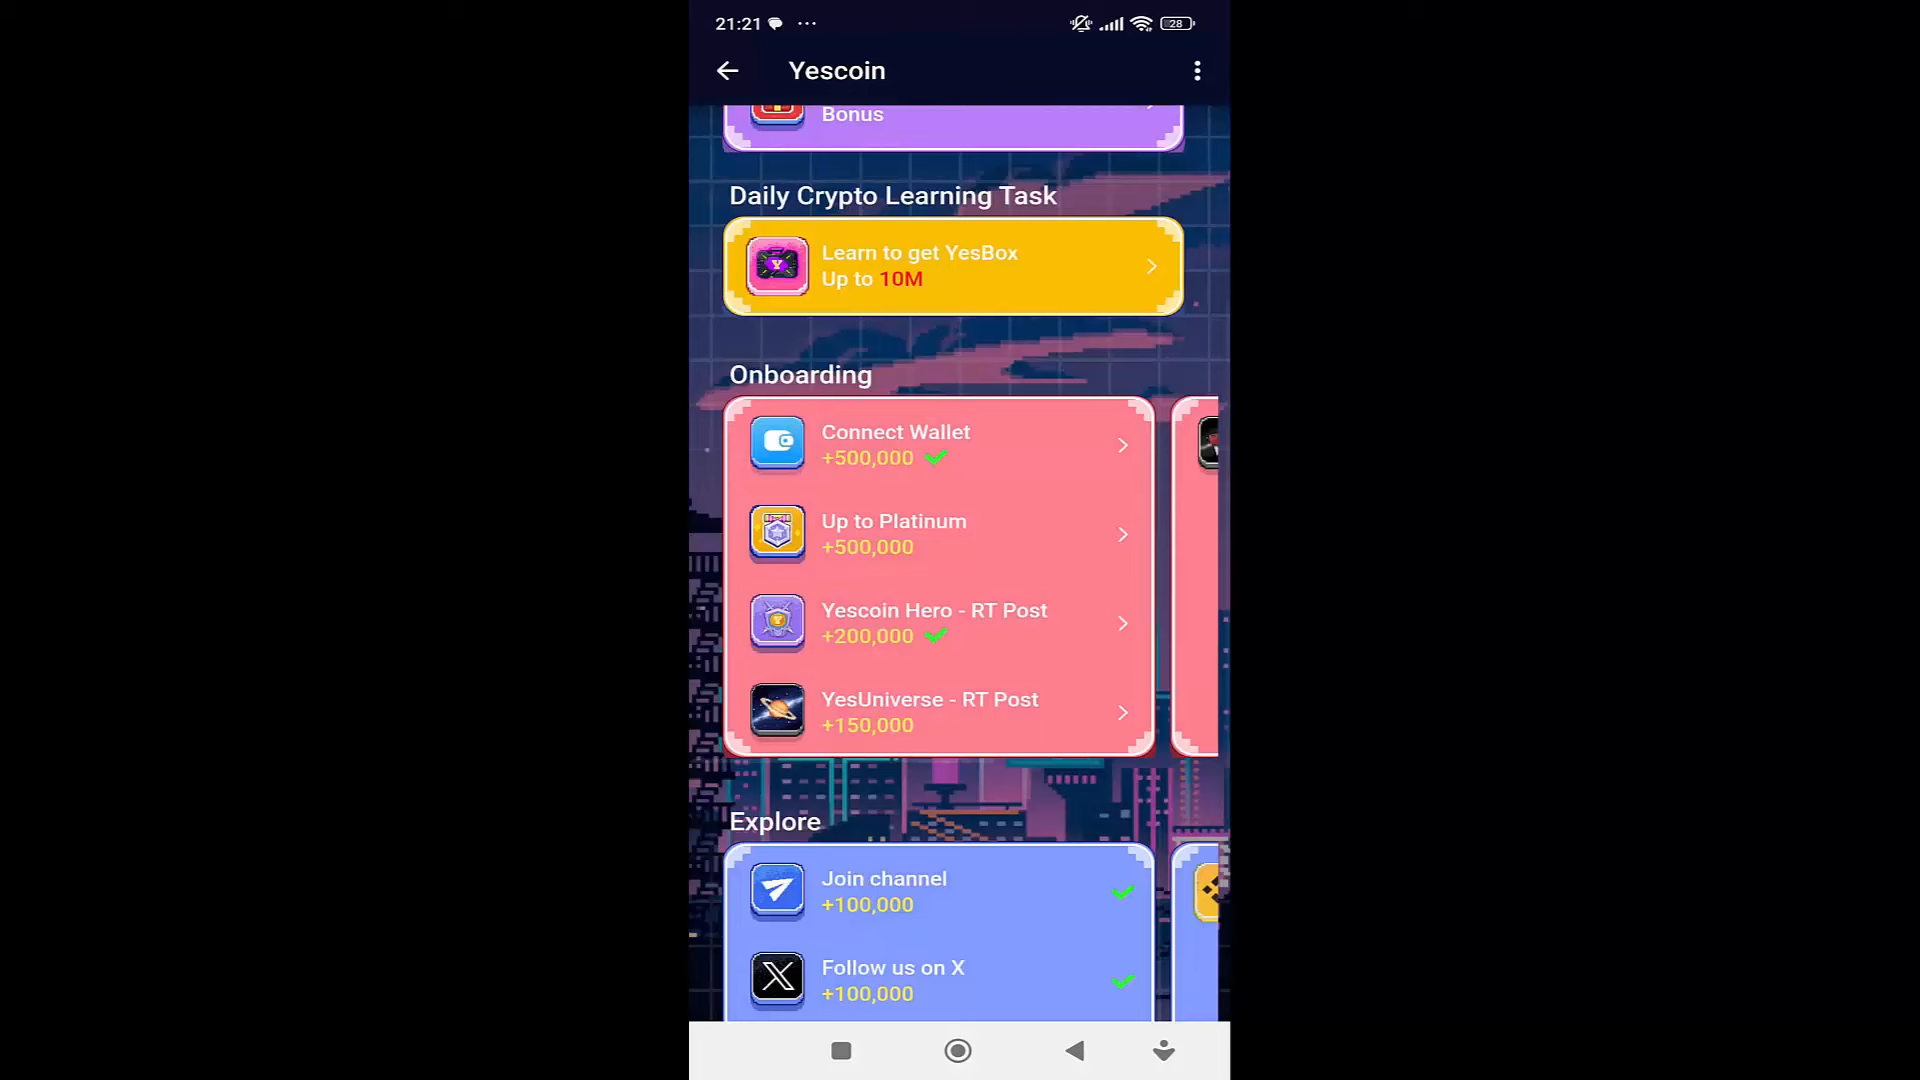 21:21
28
Yescoin
Bonus
Daily Crypto Learning Task
Learn to get YesBox
Up to 10M
Onboarding
Connect Wallet
+500,000
Up to Platinum
+500,000
Yescoin Hero - RT Post
+200,000
YesUniverse - RT Post
+150,000
Explore
Join channel
+100,000
Follow us on X
+100,000